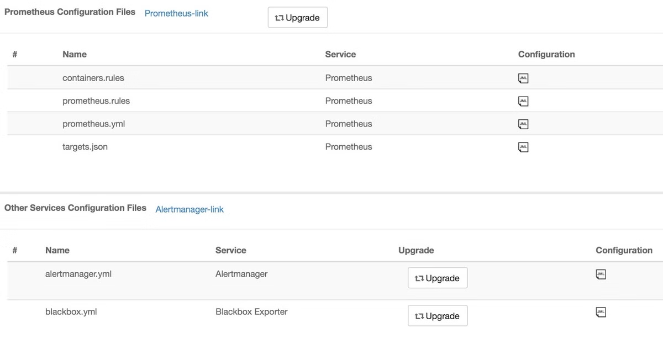 Prometheus Configuration Files Prometheus-link Upgrade
# Name Service Configuration
containers.rules Prometheus
prometheus.rules Prometheus
prometheus.yml Prometheus
targets.json Prometheus
Other Services Configuration Files Alertmanager-link
# Name Service Upgrade Configuration
alertmanager.yml Alertmanager Upgrade
blackbox.yml Blackbox Exporter Upgrade